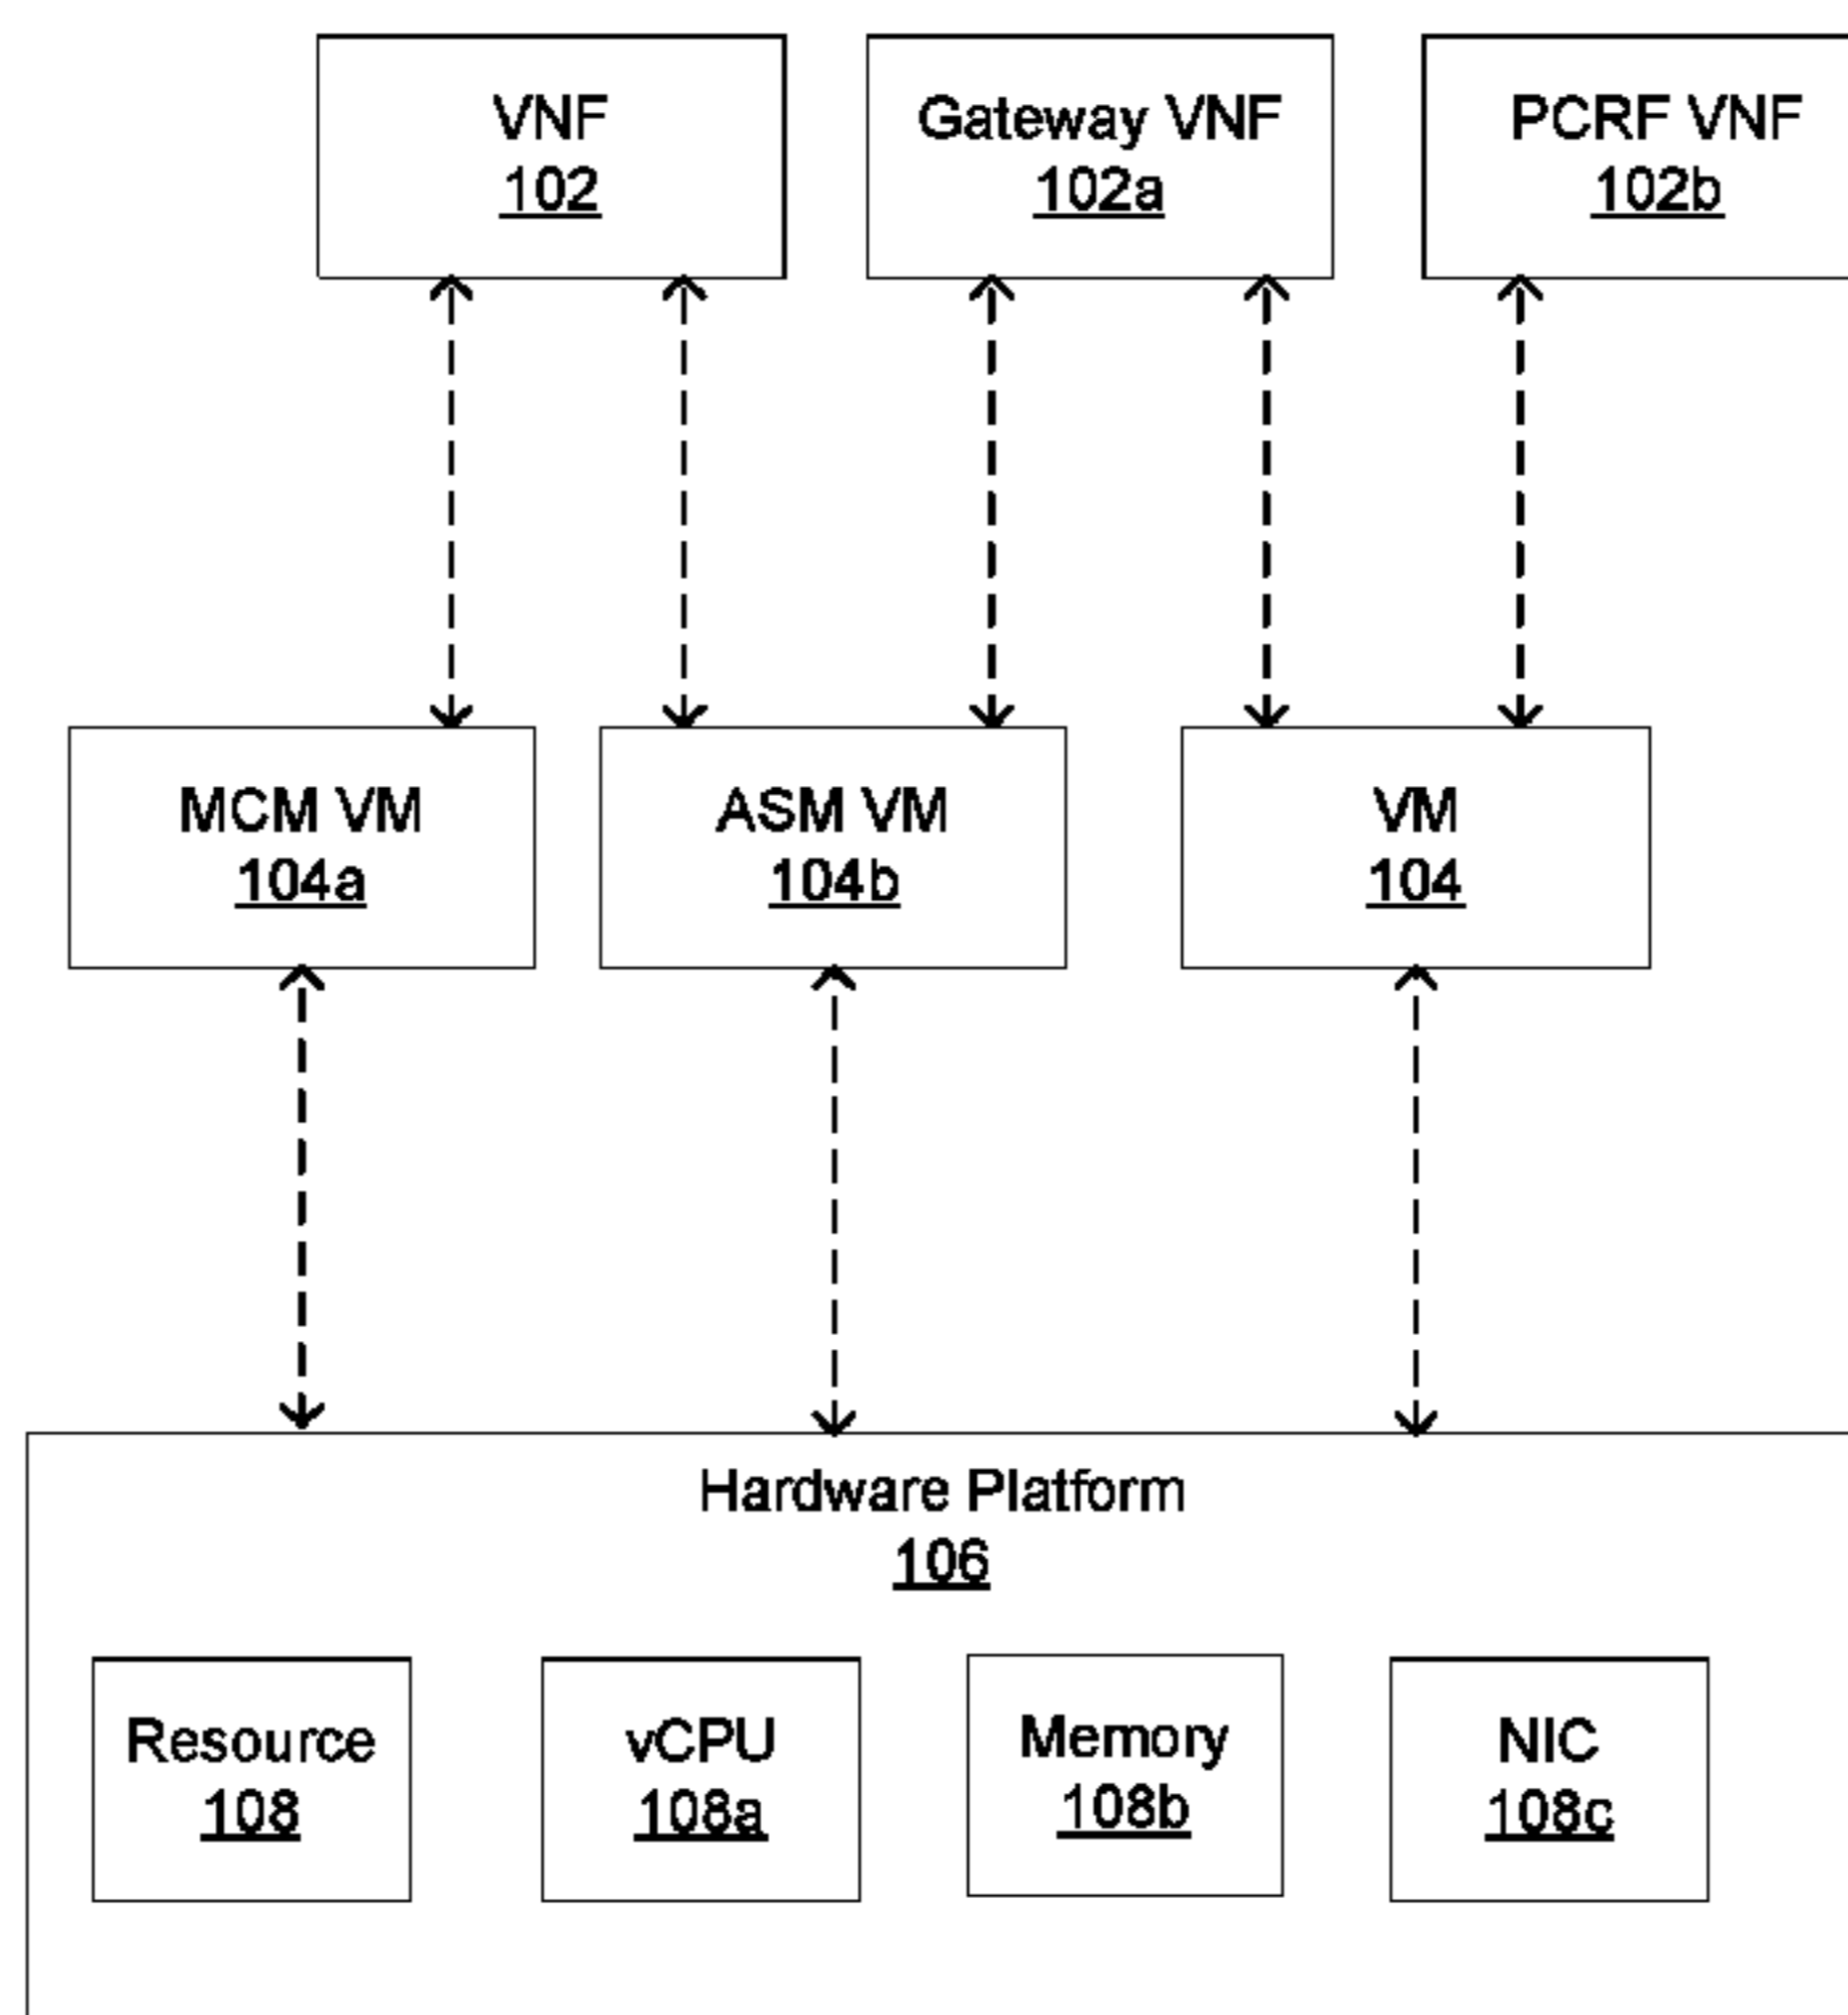 VNF
102
Gateway VNF
102a
PCRF VNF
102b
MCM VM
104a
ASM VM
104b
VM
104
Hardware Platform
106
Resource
108
vCPU
108a
Memory
108b
NIC
108c